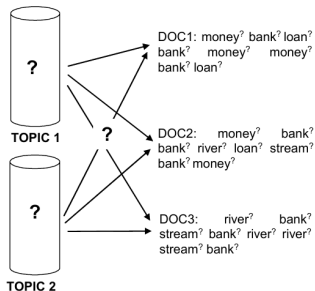 ?
TOPIC 1
?
?
TOPIC 2
DOC1: money? bank? loan?
bank? money? money?
bank? loan?
DOC2: money? bank?
bank? river? loan? stream?
bank? money?
DOC3: river? bank?
stream? bank? river? river?
stream? bank?